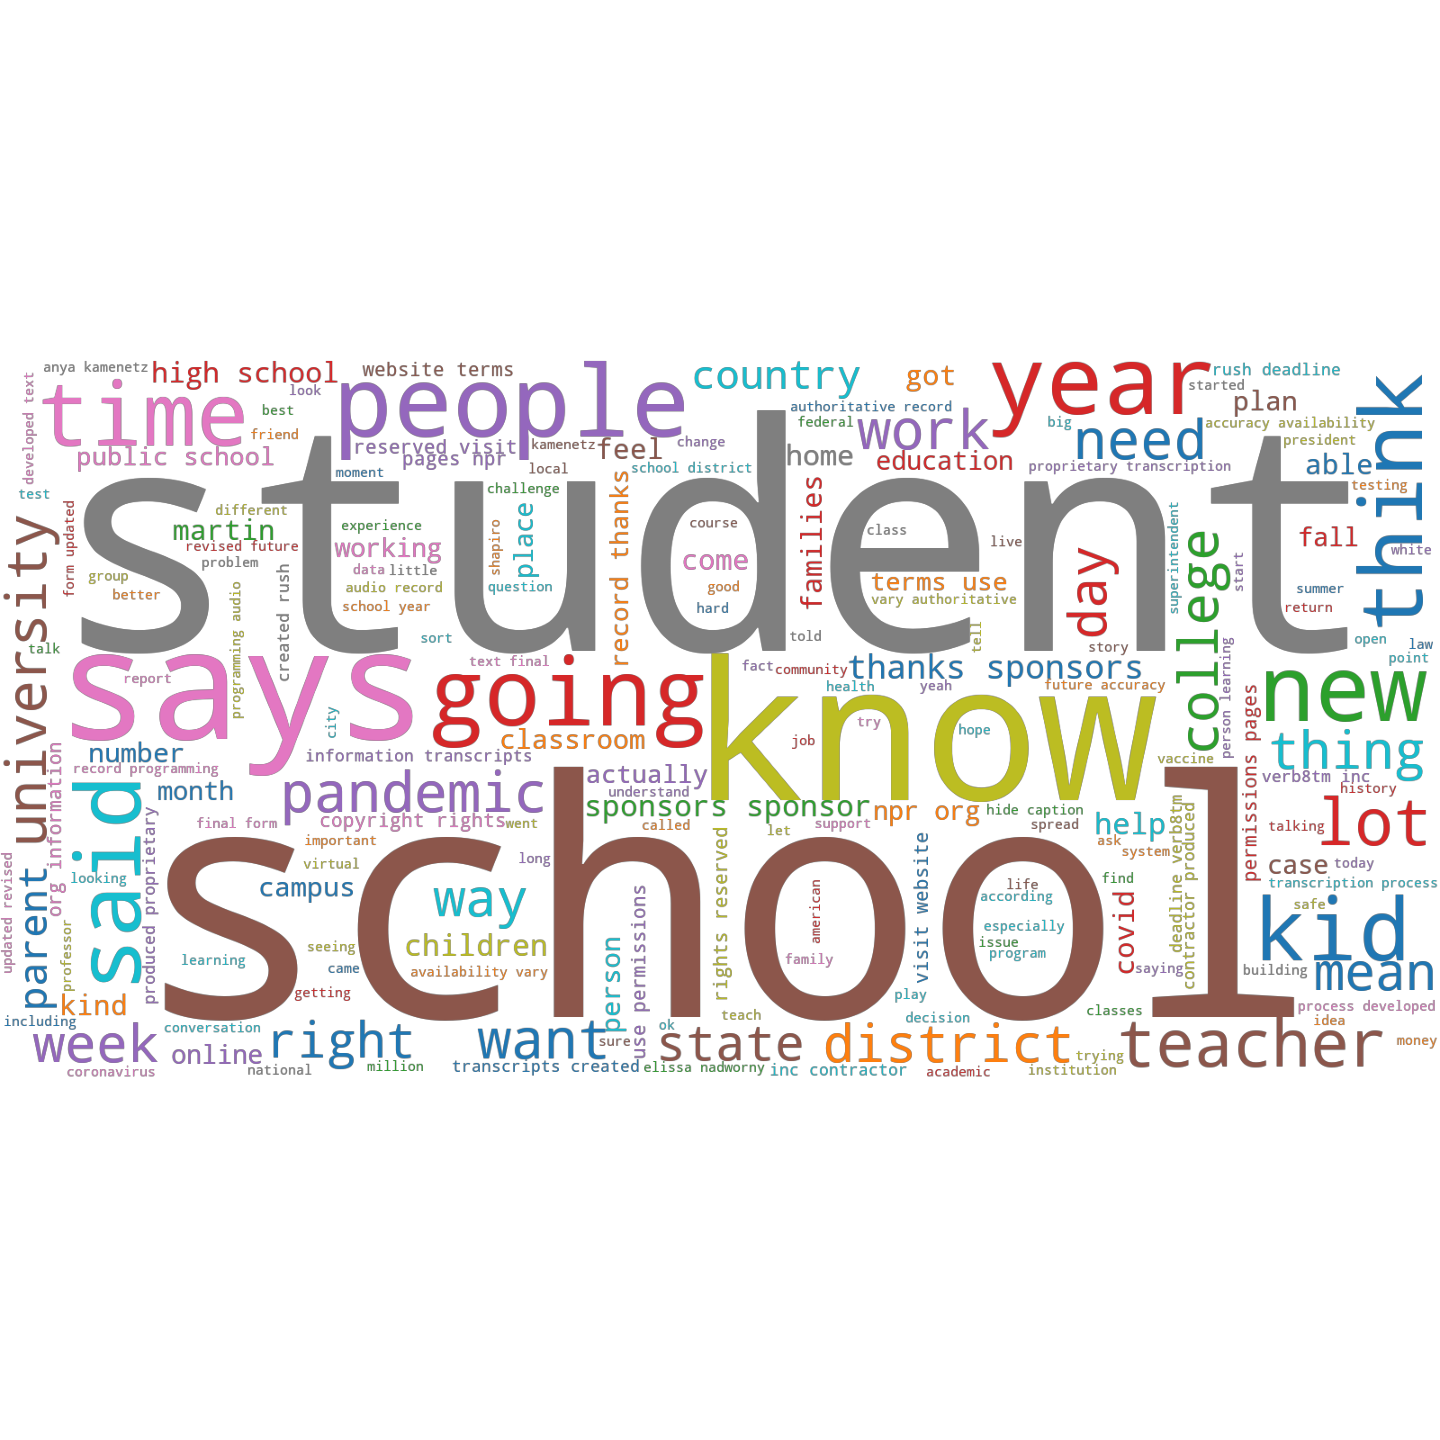 student
school
know
says
going
people
year
think
time
new
said
kid
university
college
teacher
pandemic
work
need
thing
lot
day
country
way
want
right
state
district
week
parent
mean
high school
public school
anya kamenetz
website terms
look
best
friend
developed text
test
form updated
reserved visit
pages npr
kamenetz
feel
change
local
moment
challenge
school district
got
authoritative record
federal
home
education
big
rush deadline
started
plan
accuracy availability
president
proprietary transcription
able
testing
martin
different
revised future
problem
group
better
experience
working
data
little
audio record
school year
shapiro
place
question
record thanks
course
come
good
hard
families
class
terms use
vary authoritative
live
superintendent
start
fall
white
summer
return
open
law
point
talk
report
programming audio
created rush
sort
text final
told
tell
story
fact
community
thanks sponsors
health
yeah
future accuracy
person learning
permissions pages
number
record programming
month
city
information transcripts
classroom
actually
understand
try
job
hope
vaccine
verb8tm inc
history
org information
final form
copyright rights
went
sponsors sponsor
called
let
support
npr org
hide caption
spread
help
ask
system
talking
case
today
transcription process
updated revised
looking
produced proprietary
important
virtual
long
campus
children
american
life
according
especially
issue
program
find
covid
deadline verb8tm
contractor produced
safe
professor
learning
seeing
came
availability vary
person
use permissions
rights reserved
family
visit website
saying
building
kind
getting
play
classes
process developed
including
conversation
teach
ok
sure
decision
idea
online
coronavirus
national
million
transcripts created
elissa nadworny
inc contractor
academic
trying
institution
money